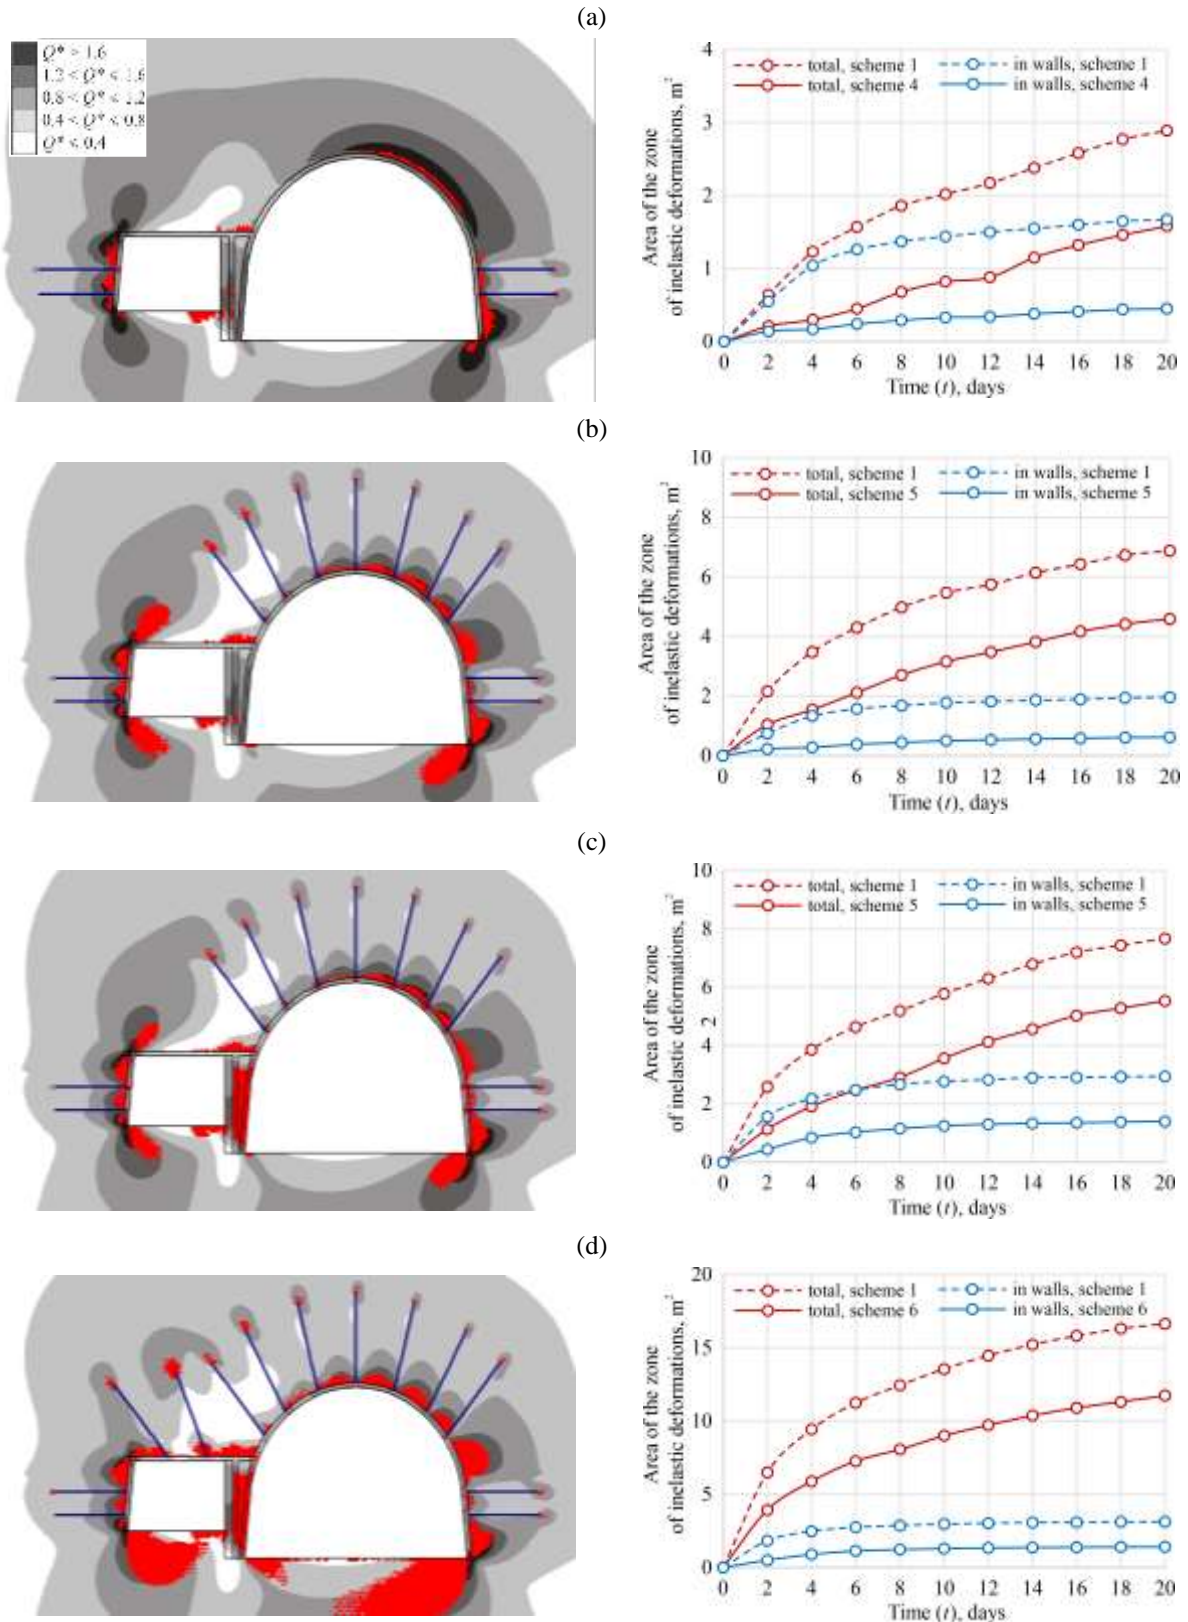 (a)
Q* > 1.6
1.2 < Q* < 1.6
0.8 < Q* < 1.2
0.4 < Q* < 0.8
Q* < 0.4
Area of the zone
of inelastic deformations, m²
4
3
2
1
0
total, scheme 1
in walls, scheme 1
total, scheme 4
in walls, scheme 4
0 2 4 6 8 10 12 14 16 18 20
Time (t), days
(b)
Area of the zone
of inelastic deformations, m²
10
8
6
4
2
0
total, scheme 1
in walls, scheme 1
total, scheme 5
in walls, scheme 5
0 2 4 6 8 10 12 14 16 18 20
Time (t), days
(c)
Area of the zone
of inelastic deformations, m
2
10
8
6
4
2
0
total, scheme 1
in walls, scheme 1
total, scheme 5
in walls, scheme 5
0 2 4 6 8 10 12 14 16 18 20
Time (t), days
(d)
Area of the zone
of inelastic deformations, m²
20
15
10
5
0
total, scheme 1
in walls, scheme 1
total, scheme 6
in walls, scheme 6
0 2 4 6 8 10 12 14 16 18 20
Time (t), days